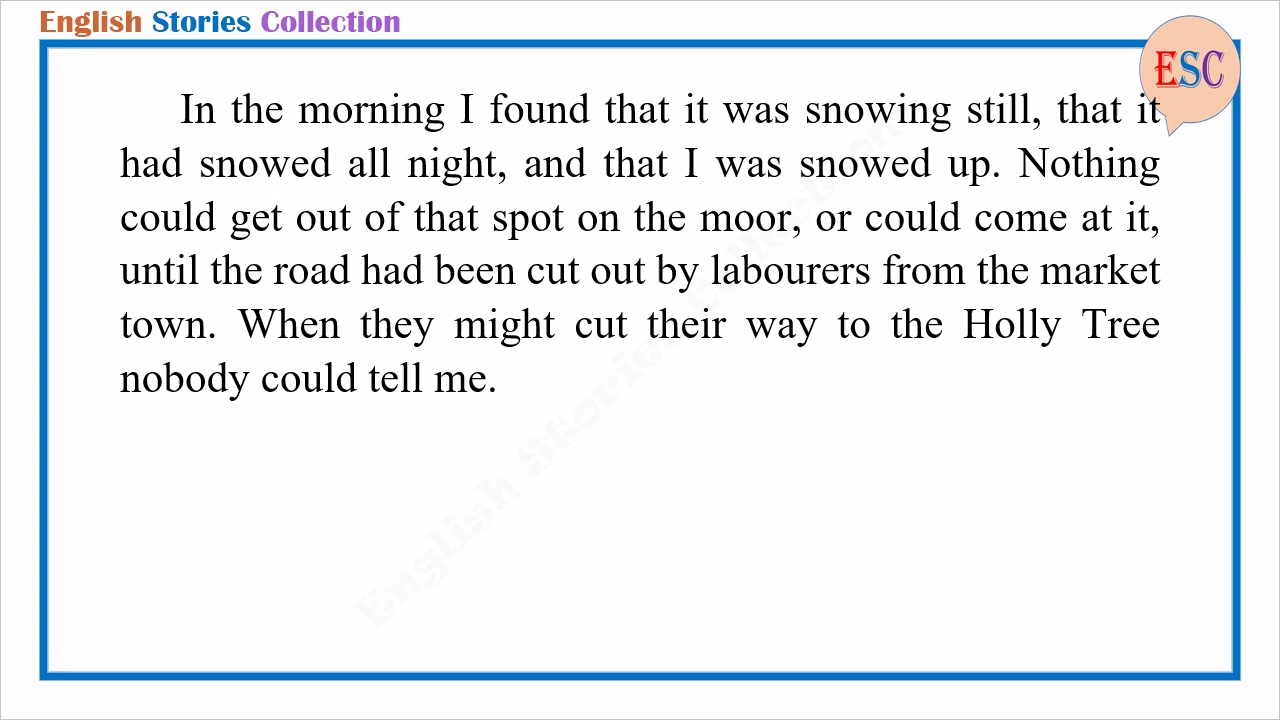 English Stories Collection
ESC
In the morning I found that it was snowing still, that it
had snowed all night, and that I was snowed up. Nothing
could get out of that spot on the moor, or could come at it,
until the road had been cut out by labourers from the market
town. When they might cut their way to the Holly Tree
nobody could tell me.
English Stories Collection